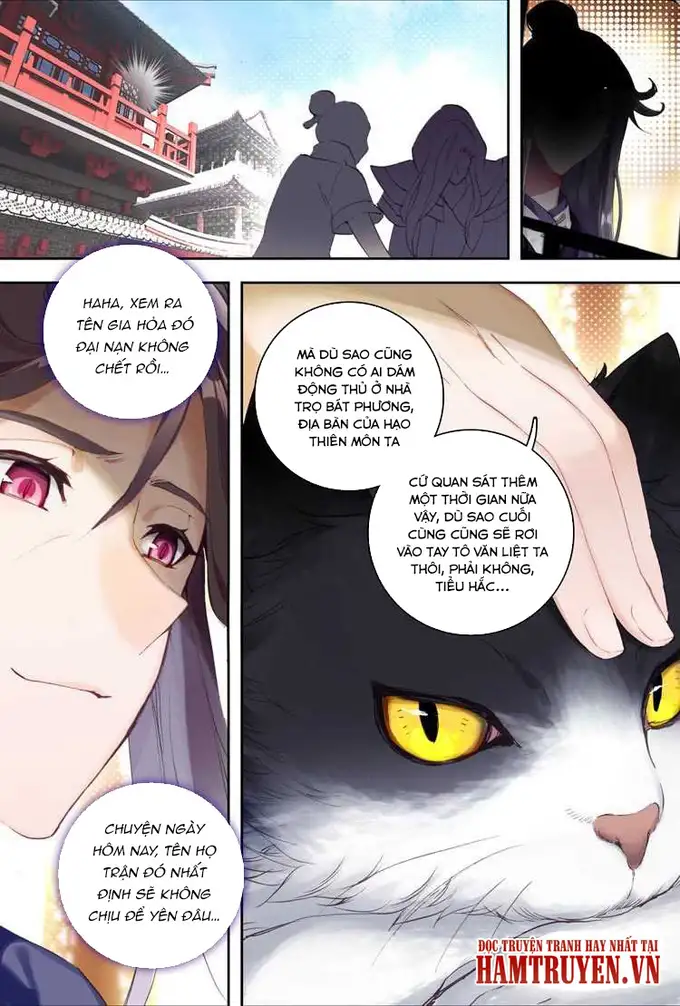 HAHA, XEM RA
TÊN GIA HỎA ĐÓ
ĐẠI NẠN KHÔNG
CHẾT RỒI...
MÀ DÙ SAO CŨNG
KHÔNG CÓ AI DÁM
ĐỘNG THỦ Ở NHÀ
TRỌ BÁT PHƯƠNG,
ĐỊA BÀN CỦA HẠO
THIÊN MÔN TA
CỨ QUAN SÁT THÊM
MỘT THỜI GIAN NỮA
VẬY, DÙ SAO CUỐI
CÙNG CŨNG SẼ RƠI
VÀO TAY TÔ VĂN LIỆT TA
THÔI, PHẢI KHÔNG,
TIỂU HẮC...
CHUYỆN NGÀY
HÔM NAY, TÊN HỌ
TRẦN ĐÓ NHẤT
ĐỊNH SẼ KHÔNG
CHỊU ĐỂ YÊN ĐÂU...
ĐỌC TRUYỆN TRANH HAY NHẤT TẠI
HAMTRUYEN.VN